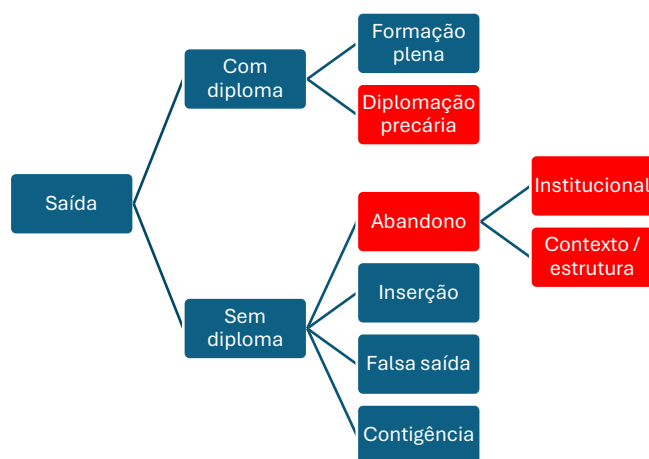 Saída
Com
diploma
Formação
plena
Diplomação
precária
Sem
diploma
Abandono
Institucional
Contexto /
estrutura
Inserção
Falsa saída
Contigência